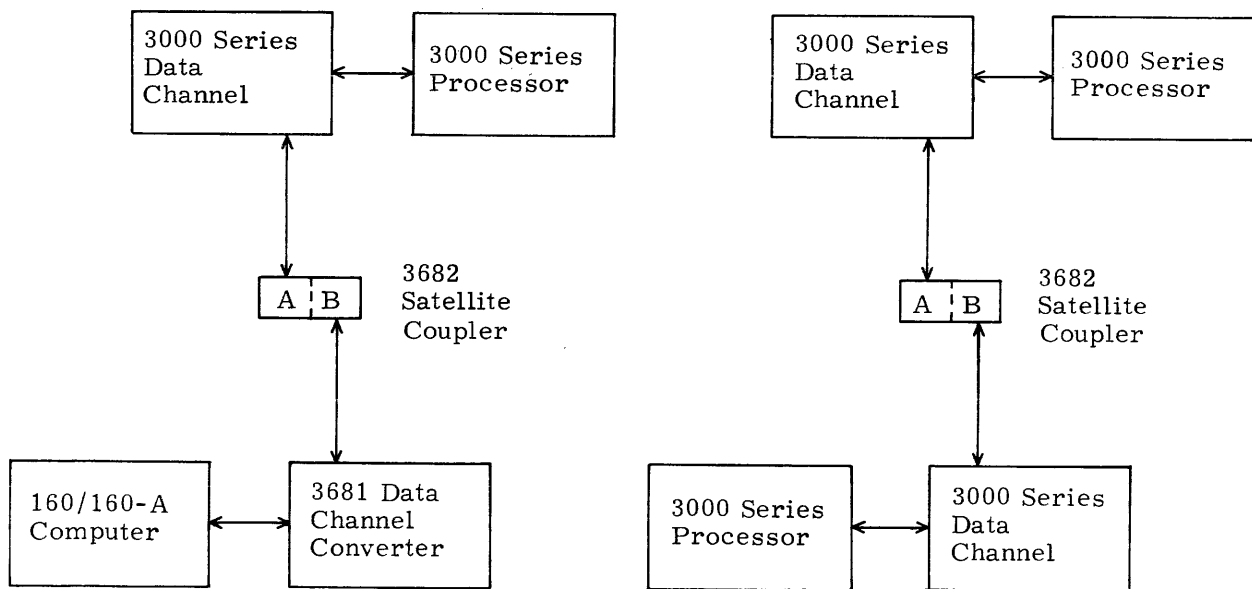 3000 Series
Data
Channel
3000 Series
Processor
3682
Satellite
Coupler
A B
160/160-A
Computer
3681 Data
Channel
Converter
3000 Series
Data
Channel
3000 Series
Processor
3682
Satellite
Coupler
A B
3000 Series
Processor
3000 Series
Data
Channel